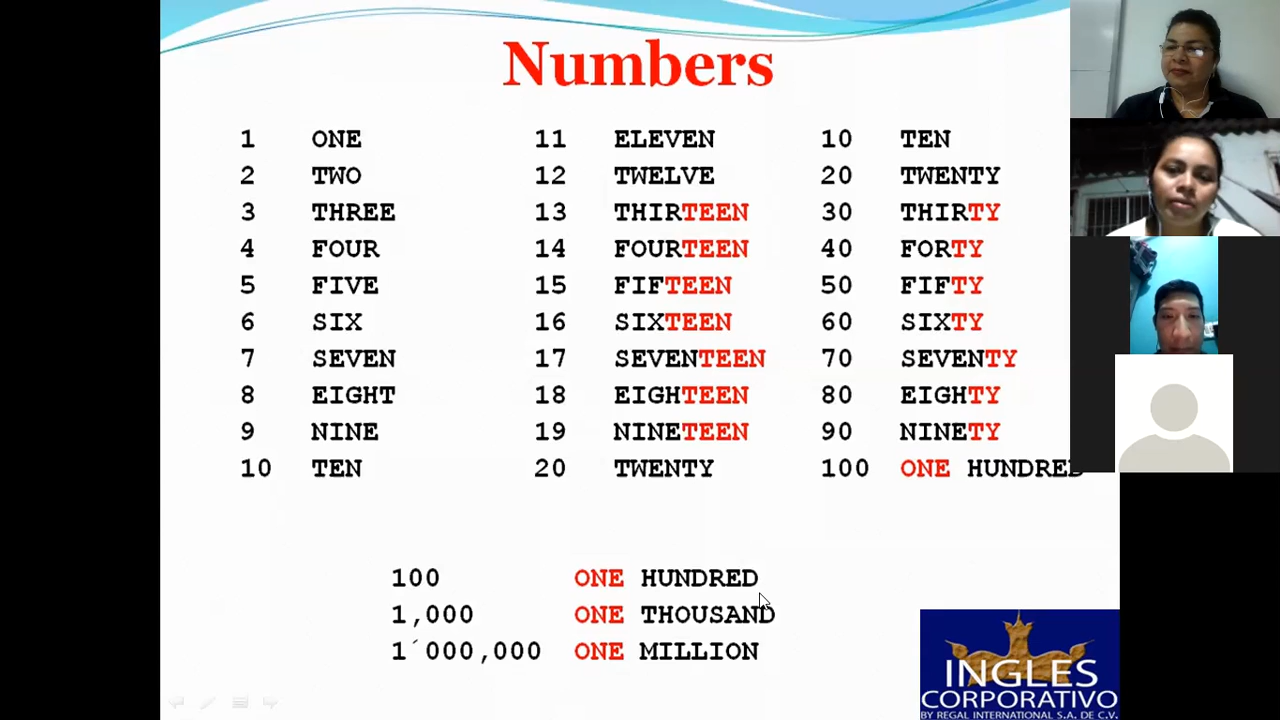 Numbers
1 ONE 11 ELEVEN 10 TEN
2 TWO 12 TWELVE 20 TWENTY
3 THREE 13 THIRTEEN 30 THIRTY
4 FOUR 14 FOURTEEN 40 FORTY
5 FIVE 15 FIFTEEN 50 FIFTY
6 SIX 16 SIXTEEN 60 SIXTY
7 SEVEN 17 SEVENTEEN 70 SEVENTY
8 EIGHT 18 EIGHTEEN 80 EIGHTY
9 NINE 19 NINETEEN 90 NINETY
10 TEN 20 TWENTY 100 ONE HUNDRED
100 ONE HUNDRED
1,000 ONE THOUSAND
1´000,000 ONE MILLION
INGLES
CORPORATIVO
BY REGAL INTERNATIONAL S.A. DE C.V.